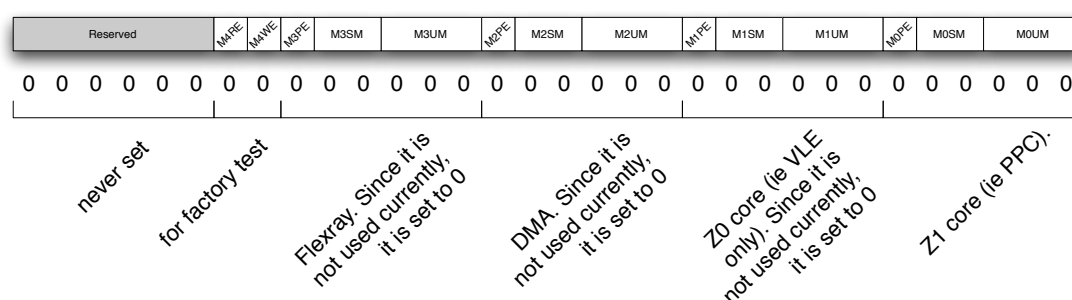 Reserved M4RE M4WE M3PE M3SM M3UM M2PE M2SM M2UM M1PE M1SM M1UM M0PE M0SM M0UM
0 0 0 0 0 0 0 0 0 0 0 0 0 0 0 0 0 0 0 0 0 0 0 0 0 0 0 0 0 0 0 0
never set
for factory test
Flexray. Since it is
not used currently,
it is set to 0
DMA. Since it is
not used currently,
it is set to 0
Z0 core (ie VLE
only). Since it is
not used currently,
it is set to 0
Z1 core (ie PPC).